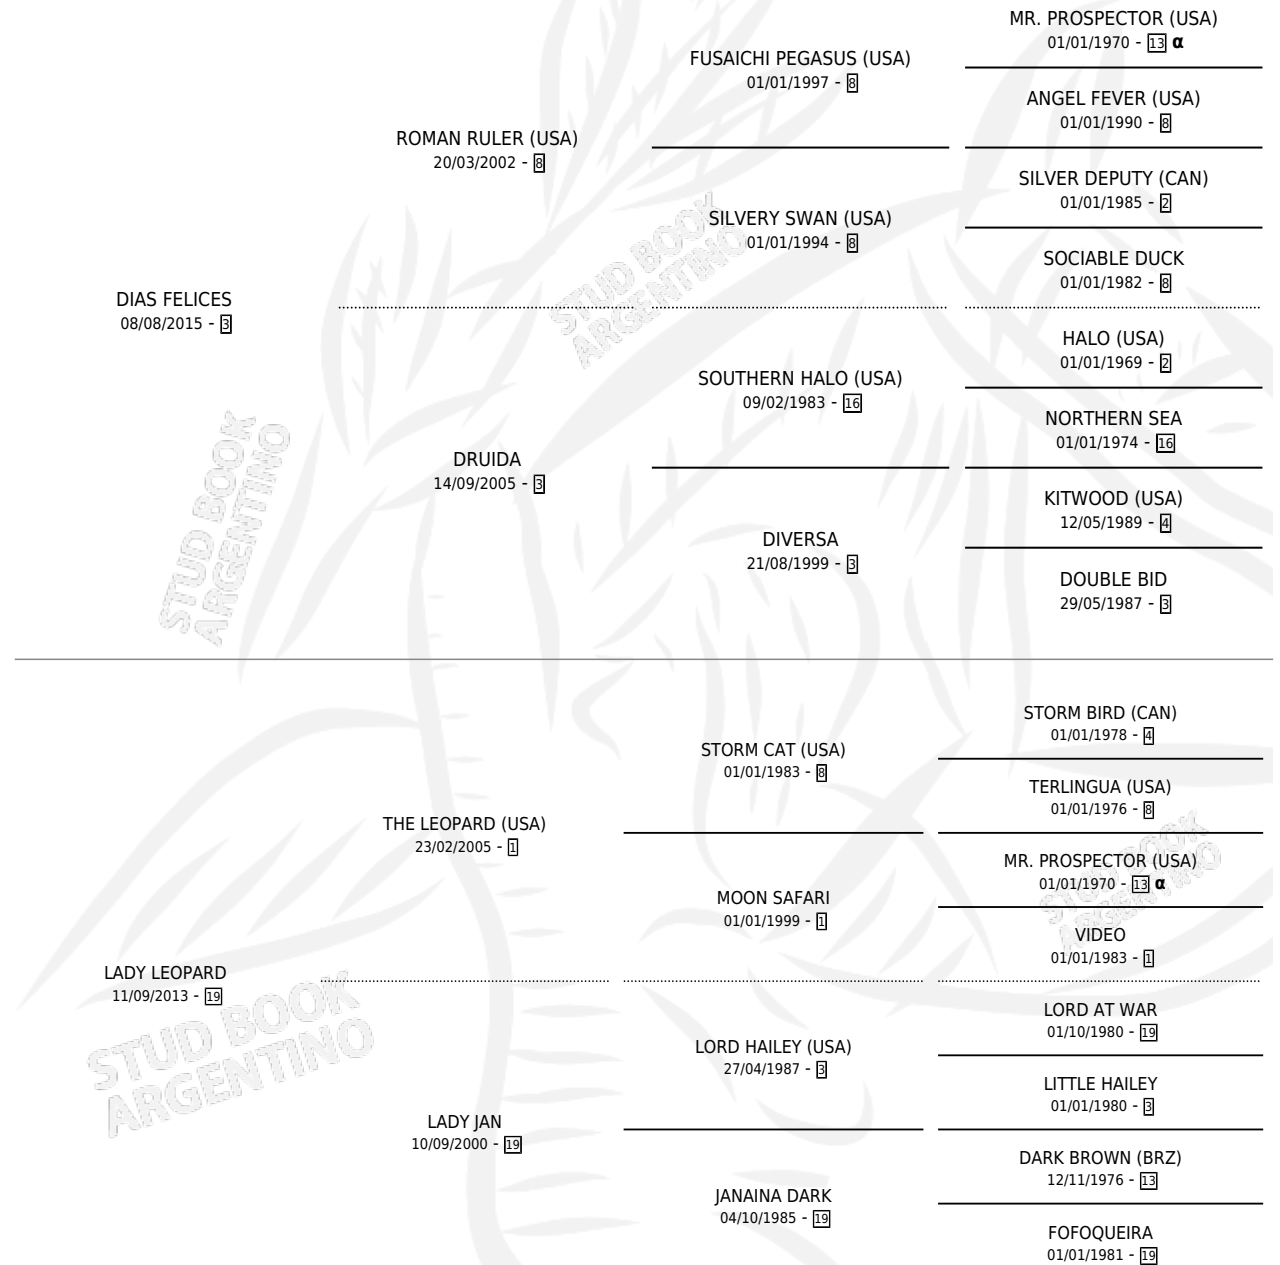 MR. PROSPECTOR (USA)
01/01/1970 - 13 α
FUSAICHI PEGASUS (USA)
01/01/1997 - 8
ANGEL FEVER (USA)
01/01/1990 - 8
ROMAN RULER (USA)
20/03/2002 - 8
SILVER DEPUTY (CAN)
01/01/1985 - 2
SILVERY SWAN (USA)
01/01/1994 - 8
SOCIABLE DUCK
01/01/1982 - 8
DIAS FELICES
08/08/2015 - 3
HALO (USA)
01/01/1969 - 2
SOUTHERN HALO (USA)
09/02/1983 - 16
NORTHERN SEA
01/01/1974 - 16
DRUIDA
14/09/2005 - 3
KITWOOD (USA)
12/05/1989 - 4
DIVERSA
21/08/1999 - 3
DOUBLE BID
29/05/1987 - 3
STORM BIRD (CAN)
01/01/1978 - 4
STORM CAT (USA)
01/01/1983 - 8
TERLINGUA (USA)
01/01/1976 - 8
THE LEOPARD (USA)
23/02/2005 - 1
MR. PROSPECTOR (USA)
01/01/1970 - 13 α
MOON SAFARI
01/01/1999 - 1
VIDEO
01/01/1983 - 1
LADY LEOPARD
11/09/2013 - 19
LORD AT WAR
01/10/1980 - 19
LORD HAILEY (USA)
27/04/1987 - 3
LITTLE HAILEY
01/01/1980 - 3
LADY JAN
10/09/2000 - 19
DARK BROWN (BRZ)
12/11/1976 - 13
JANAINA DARK
04/10/1985 - 19
FOFOQUEIRA
01/01/1981 - 19
STUD BOOK
ARGENTINO
STUD BOOK
ARGENTINO
STUD BOOK
ARGENTINO
STUD BOOK
ARGENTINO